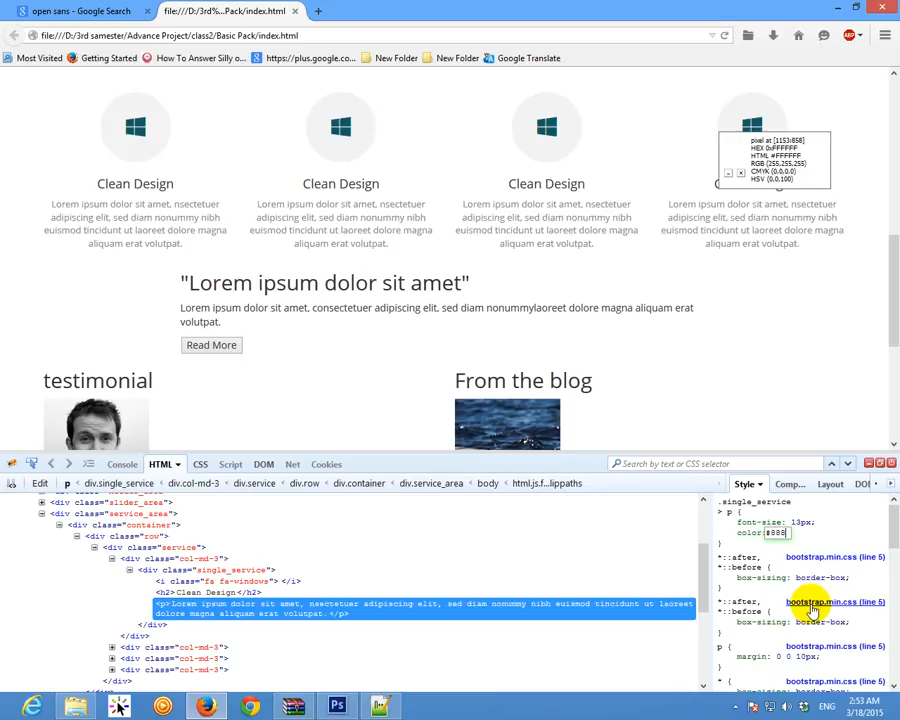 open sans - Google Search
file:///D:/3rd%...Pack/index.html
file:///D:/3rd samester/Advance Project/class2/Basic Pack/index.html
Most Visited Getting Started How To Answer Silly o... https://plus.google.co... New Folder New Folder Google Translate
pixel at [1153:858]
HEX 0xFFFFFF
HTML #FFFFFF
RGB (255,255,255)
CMYK (0,0,0,0)
HSV (0,0,100)
Clean Design Clean Design Clean Design
Lorem ipsum dolor sit amet, nsectetuer Lorem ipsum dolor sit amet, nsectetuer Lorem ipsum dolor sit amet, nsectetuer Lorem ipsum dolor sit amet, nsectetuer
adipiscing elit, sed diam nonummy nibh adipiscing elit, sed diam nonummy nibh adipiscing elit, sed diam nonummy nibh adipiscing elit, sed diam nonummy nibh
euismod tincidunt ut laoreet dolore magna euismod tincidunt ut laoreet dolore magna euismod tincidunt ut laoreet dolore magna euismod tincidunt ut laoreet dolore magna
aliquam erat volutpat. aliquam erat volutpat. aliquam erat volutpat. aliquam erat volutpat.
"Lorem ipsum dolor sit amet"
Lorem ipsum dolor sit amet, consectetuer adipiscing elit, sed diam nonummylaoreet dolore magna aliquam erat
volutpat.
Read More
testimonial From the blog
Console HTML CSS Script DOM Net Cookies Search by text or CSS selector
Edit p < div.single_service < div.col-md-3 < div.service < div.row < div.container < div.service_area < body < html.js.f...lippaths
Style Comp... Layout DO
<div class="service_area">
<div class="container">
<div class="row">
<div class="service">
<div class="col-md-3">
<div class="single_service">
<i class="fa fa-windows"> </i>
<h2>Clean Design</h2>
<p>Lorem ipsum dolor sit amet, nsectetuer adipiscing elit, sed diam nonummy nibh euismod tincidunt ut laoreet
dolore magna aliquam erat volutpat.</p>
</div>
</div>
<div class="col-md-3">
<div class="col-md-3">
<div class="col-md-3">
</div>
.single_service
> p {
font-size: 13px;
color:#888
}
*::after, bootstrap.min.css (line 5)
*::before {
box-sizing: border-box;
}
*::after, bootstrap.min.css (line 5)
*::before {
box-sizing: border-box;
}
p { bootstrap.min.css (line 5)
margin: 0 0 10px;
}
* { bootstrap.min.css (line 5)
ENG
2:53 AM
3/18/2015